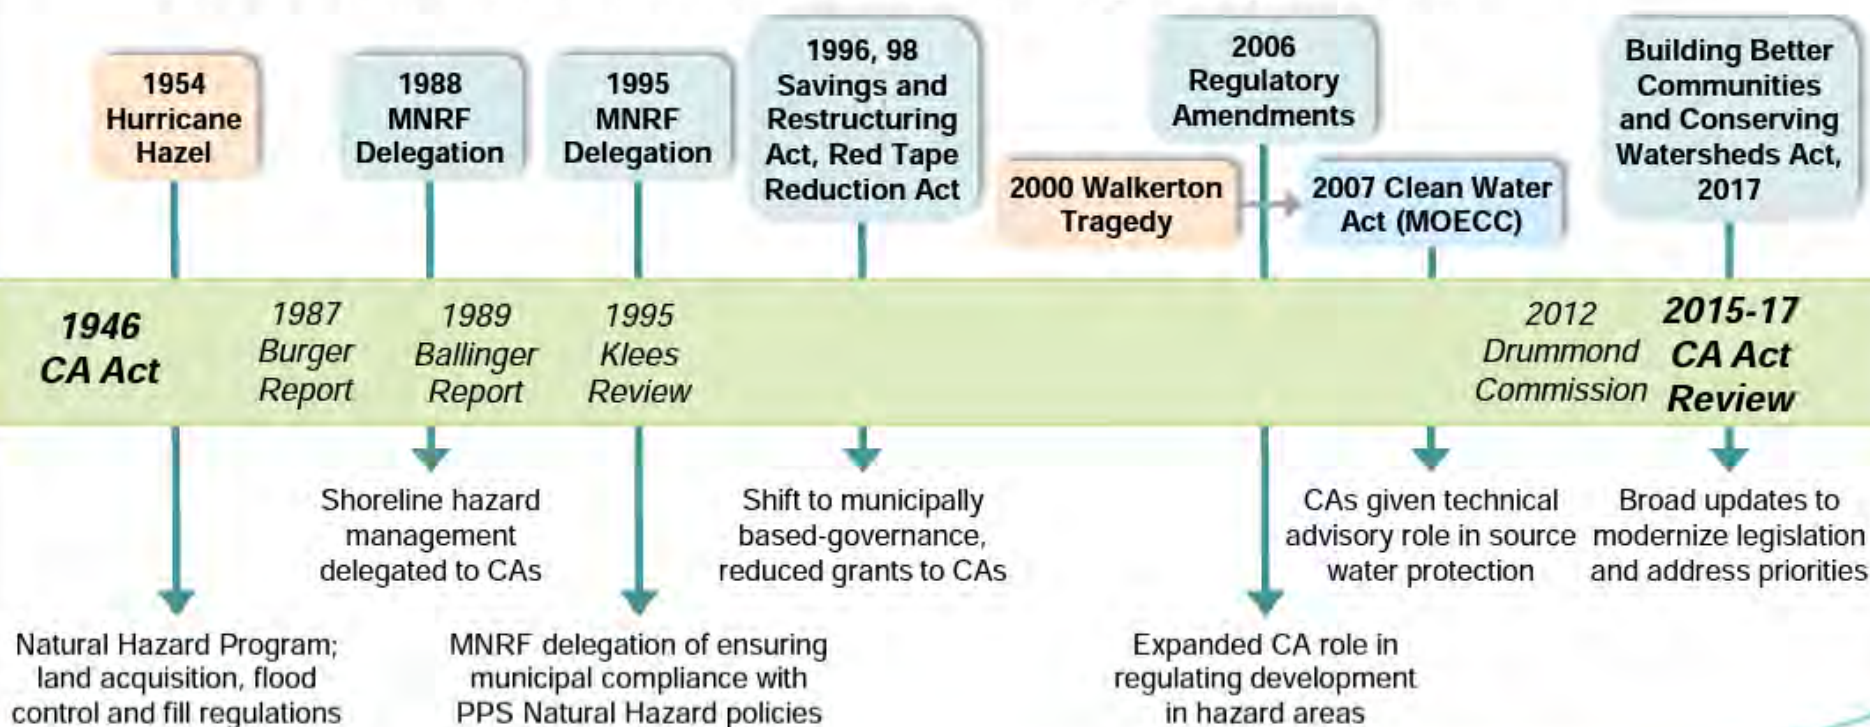 1954
Hurricane
Hazel
1988
MNRF
Delegation
1995
MNRF
Delegation
1996, 98
Savings and
Restructuring
Act, Red Tape
Reduction Act
2000 Walkerton
Tragedy
2006
Regulatory
Amendments
2007 Clean Water
Act (MOECC)
Building Better
Communities
and Conserving
Watersheds Act,
2017
1946
CA Act
1987
Burger
Report
1989
Ballinger
Report
1995
Klees
Review
2012
Drummond
Commission
2015-17
CA Act
Review
Natural Hazard Program;
land acquisition, flood
control and fill regulations
Shoreline hazard
management
delegated to CAs
MNRF delegation of ensuring
municipal compliance with
PPS Natural Hazard policies
Shift to municipally
based-governance,
reduced grants to CAs
Expanded CA role in
regulating development
in hazard areas
CAs given technical
advisory role in source
water protection
Broad updates to
modernize legislation
and address priorities